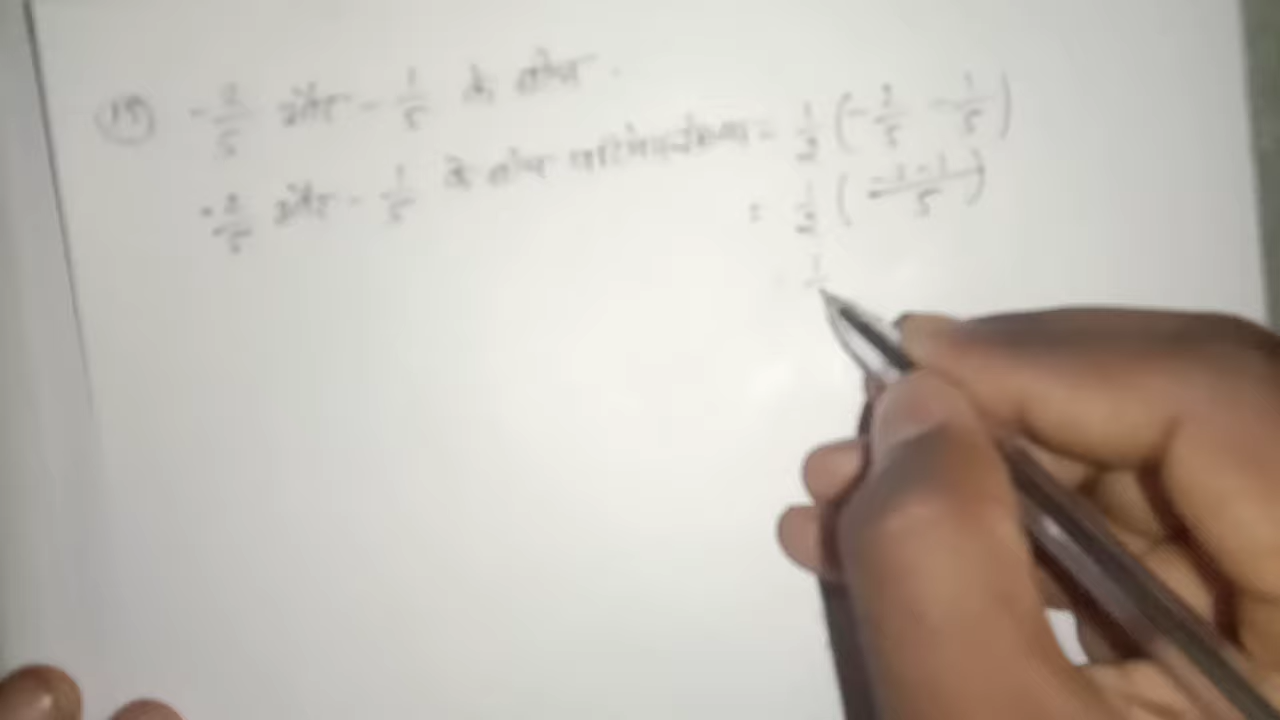 -2/5 और -1/5 के बीच .
-2/5 और -1/5 के बीच परिमेय संख्या = 1/2 (-2/5 -1/5)
= 1/2 ( -2-1/5 )
1